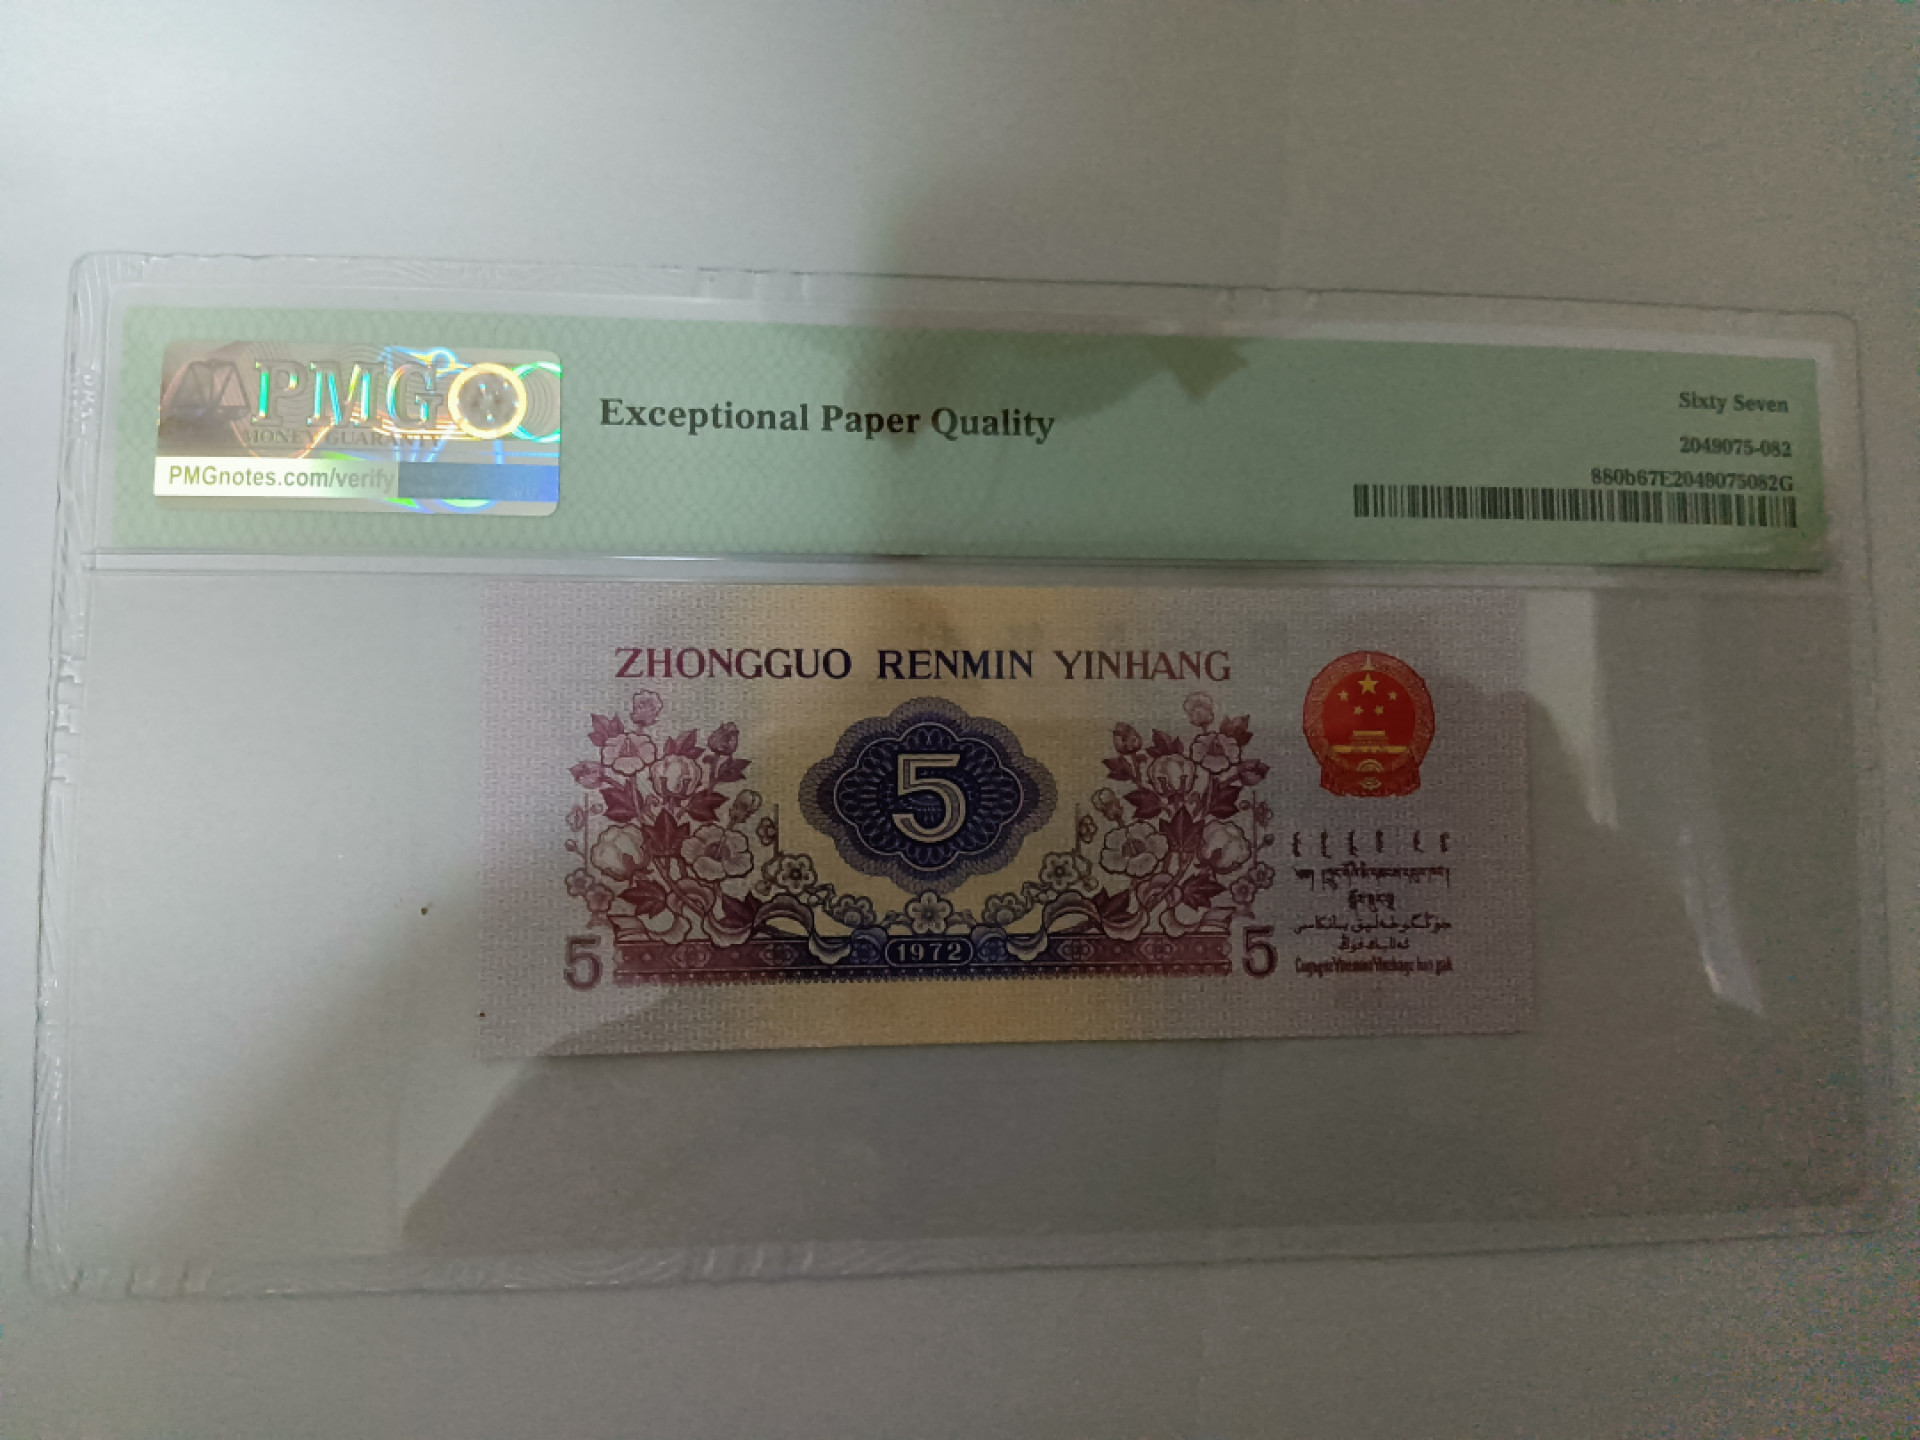 PMG
MONEY GUARANTY
PMGnotes.com/verify
Exceptional Paper Quality
Sixty Seven
2049075-082
880b67E2049075082G
ZHONGGUO RENMIN YINHANG
5
1972
5
5